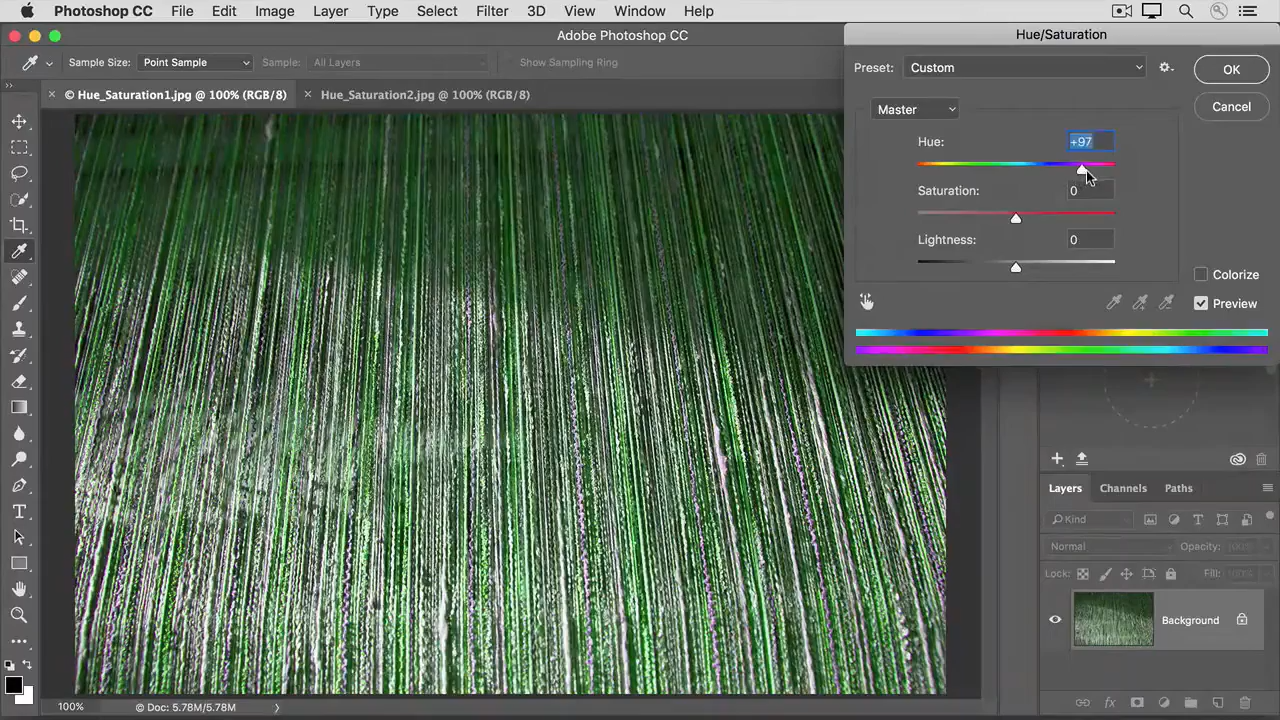 Photoshop CC File Edit Image Layer Type Select Filter 3D View Window Help
Adobe Photoshop CC
Hue/Saturation
Sample Size: Point Sample Sample: All Layers Show Sampling Ring
Preset: Custom
OK
© Hue_Saturation1.jpg @ 100% (RGB/8) Hue_Saturation2.jpg @ 100% (RGB/8)
Cancel
Master
Hue: +97
Saturation: 0
Lightness: 0
Colorize
Preview
Layers Channels Paths
Kind
Normal Opacity: 100%
Lock: Fill: 100%
Background
100% © Doc: 5.78M/5.78M